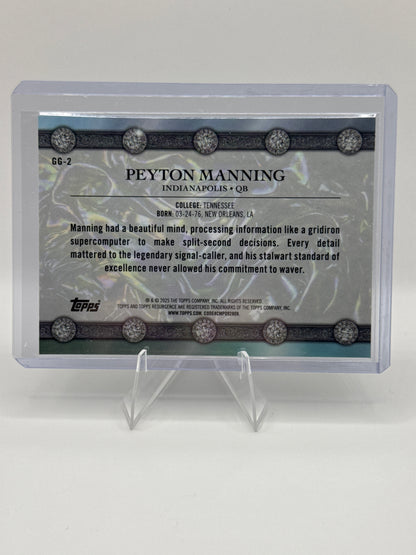 GG-2
PEYTON MANNING
INDIANAPOLIS • QB
COLLEGE: TENNESSEE
BORN: 03-24-76, NEW ORLEANS, LA
Manning had a beautiful mind, processing information like a gridiron
supercomputer to make split-second decisions. Every detail
mattered to the legendary signal-caller, and his stalwart standard of
excellence never allowed his commitment to waver.
topps
® & © 2025 THE TOPPS COMPANY, INC. ALL RIGHTS RESERVED.
TOPPS AND TOPPS RESURGENCE ARE REGISTERED TRADEMARKS OF THE TOPPS COMPANY, INC.
WWW.TOPPS.COM